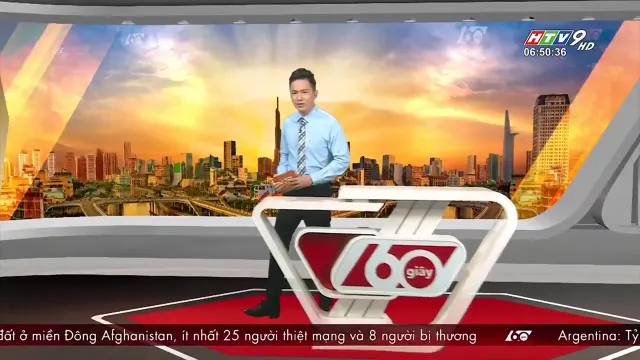 HTV9 HD
06:50:36
60 giây
đất ở miền Đông Afghanistan, ít nhất 25 người thiệt mạng và 8 người bị thương 60 Argentina: Tỷ